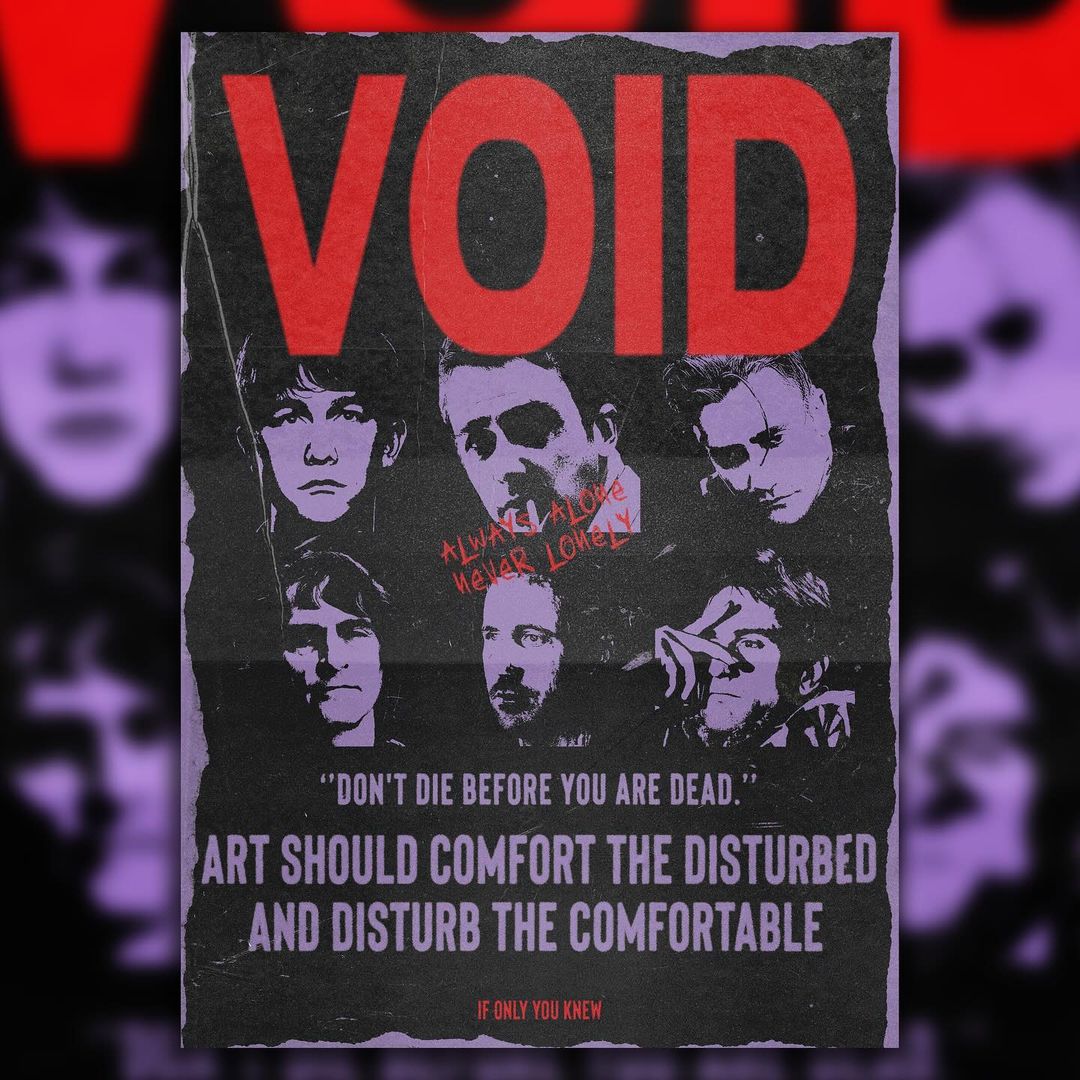 VOID
ALWAYS ALONE
NEVER LONELY
‘’DON'T DIE BEFORE YOU ARE DEAD.’’
ART SHOULD COMFORT THE DISTURBED
AND DISTURB THE COMFORTABLE
IF ONLY YOU KNEW